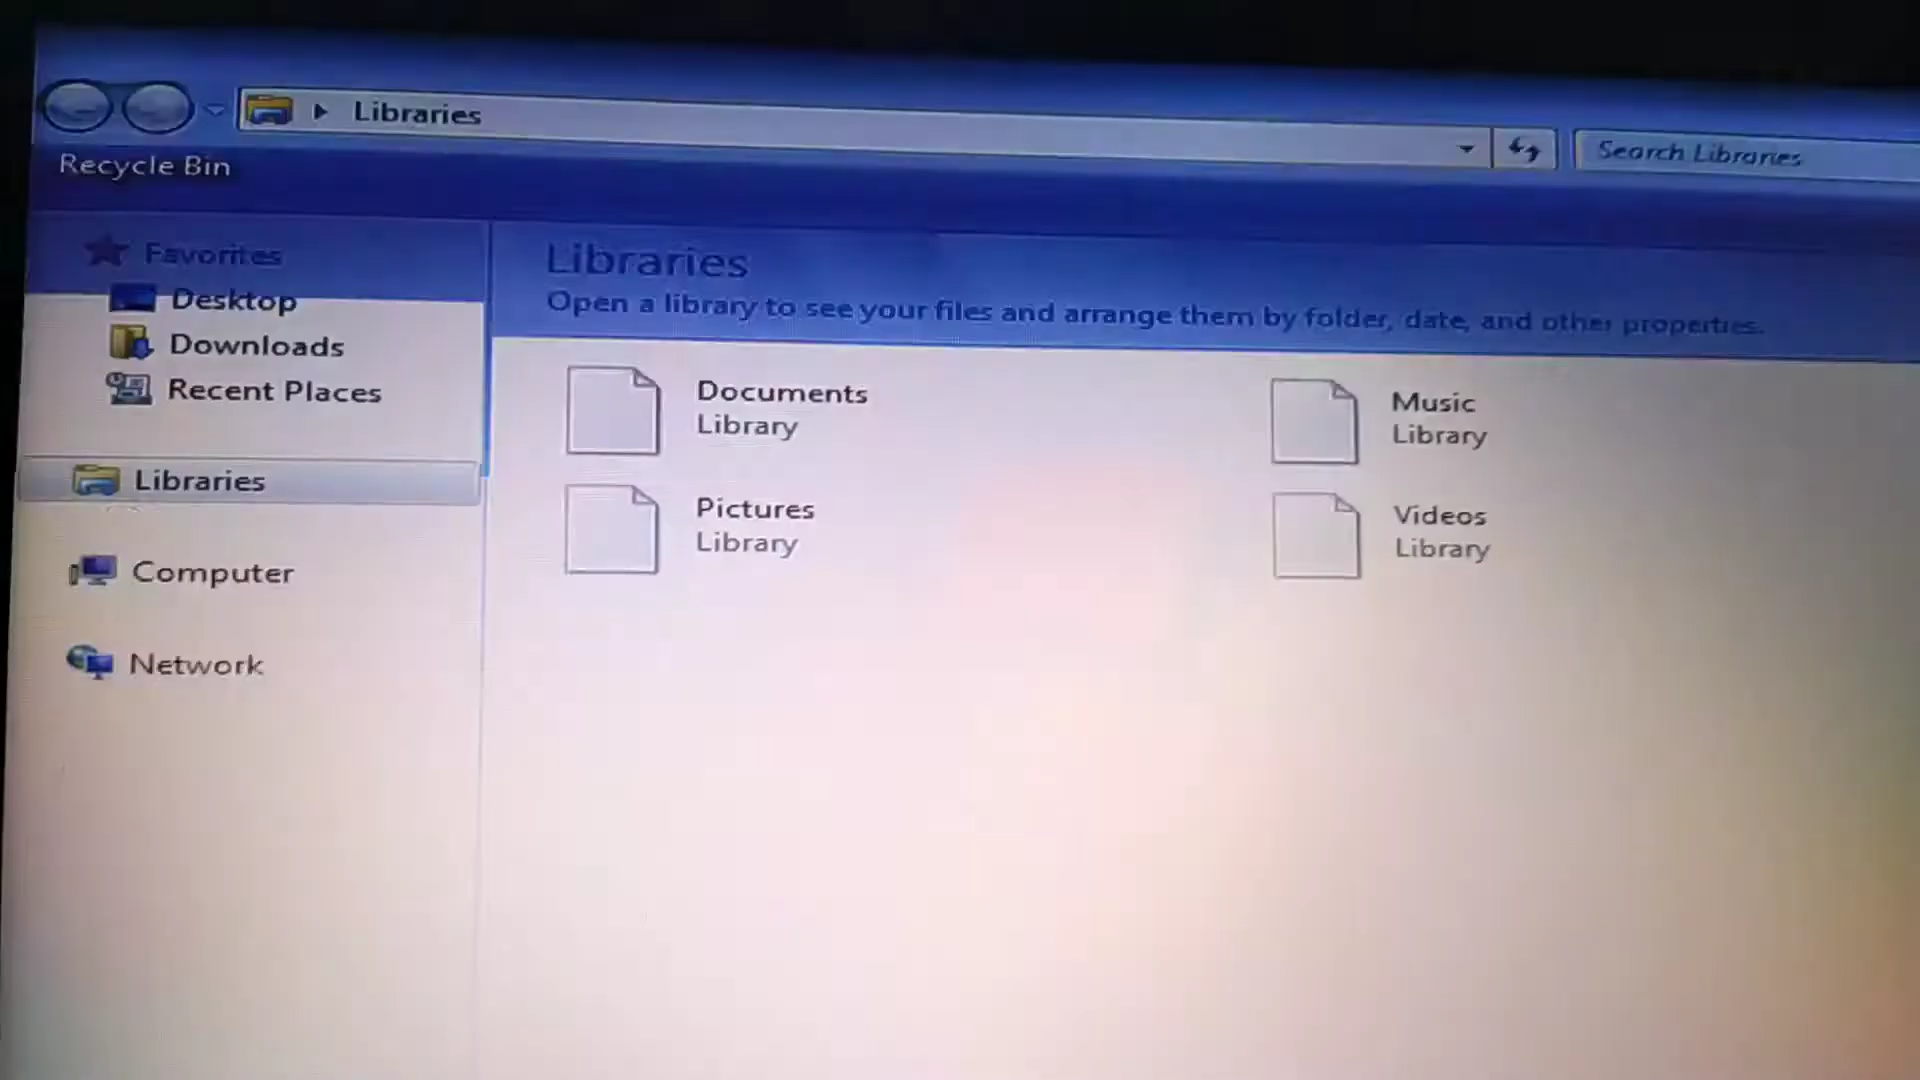 Libraries
Search Libraries
Recycle Bin
Favorites
Desktop
Downloads
Recent Places
Libraries
Computer
Network
Libraries
Open a library to see your files and arrange them by folder, date, and other properties.
Documents
Library
Music
Library
Pictures
Library
Videos
Library